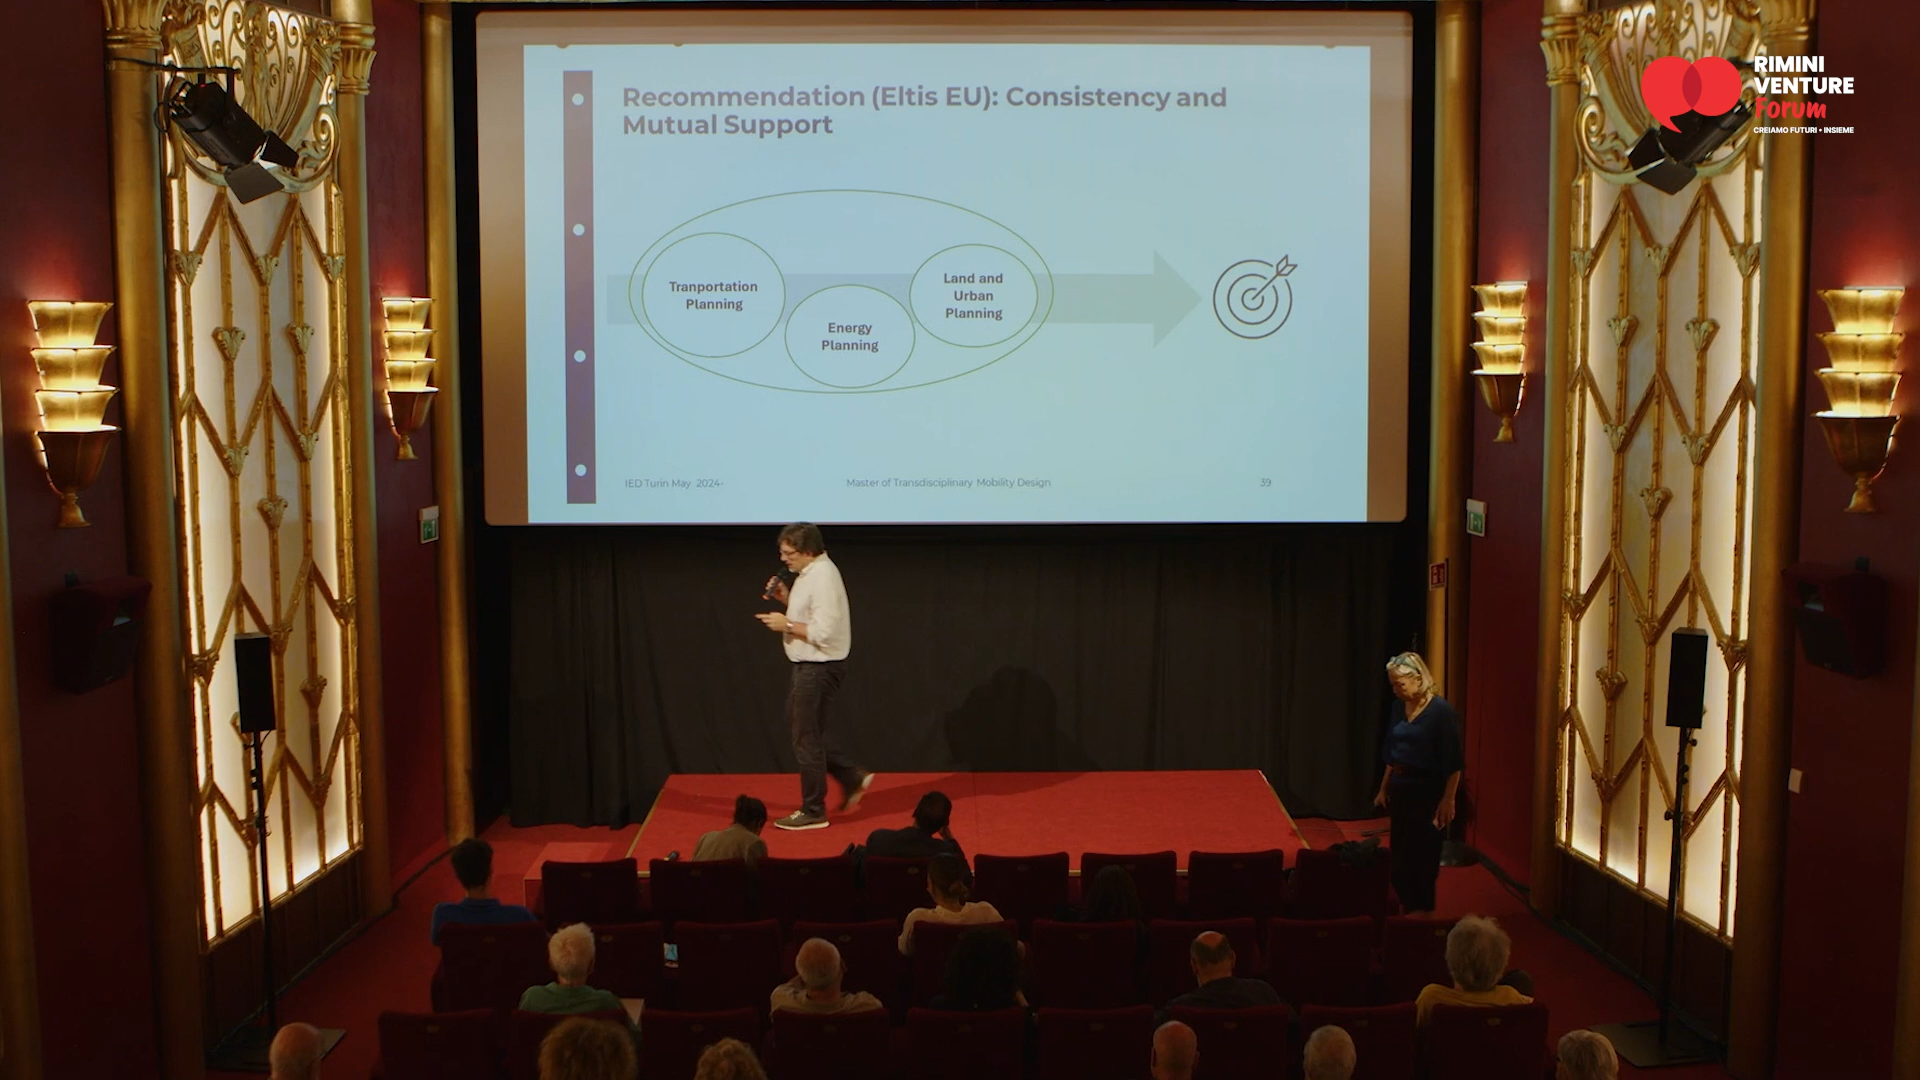 Recommendation (Eltis EU): Consistency and
Mutual Support
Tranportation
Planning
Energy
Planning
Land and
Urban
Planning
IED Turin May 2024-
Master of Transdisciplinary Mobility Design
39
RIMINI
VENTURE
Forum
CREIAMO FUTURI • INSIEME